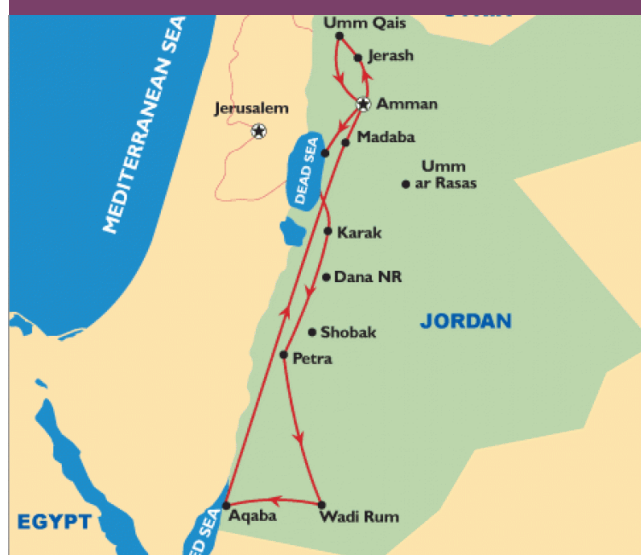 Umm Qais
Jerash
MEDITERRANEAN SEA
Jerusalem
Amman
Madaba
DEAD SEA
Umm
ar Rasas
Karak
Dana NR
JORDAN
Shobak
Petra
EGYPT
Aqaba
Wadi Rum
ED SEA